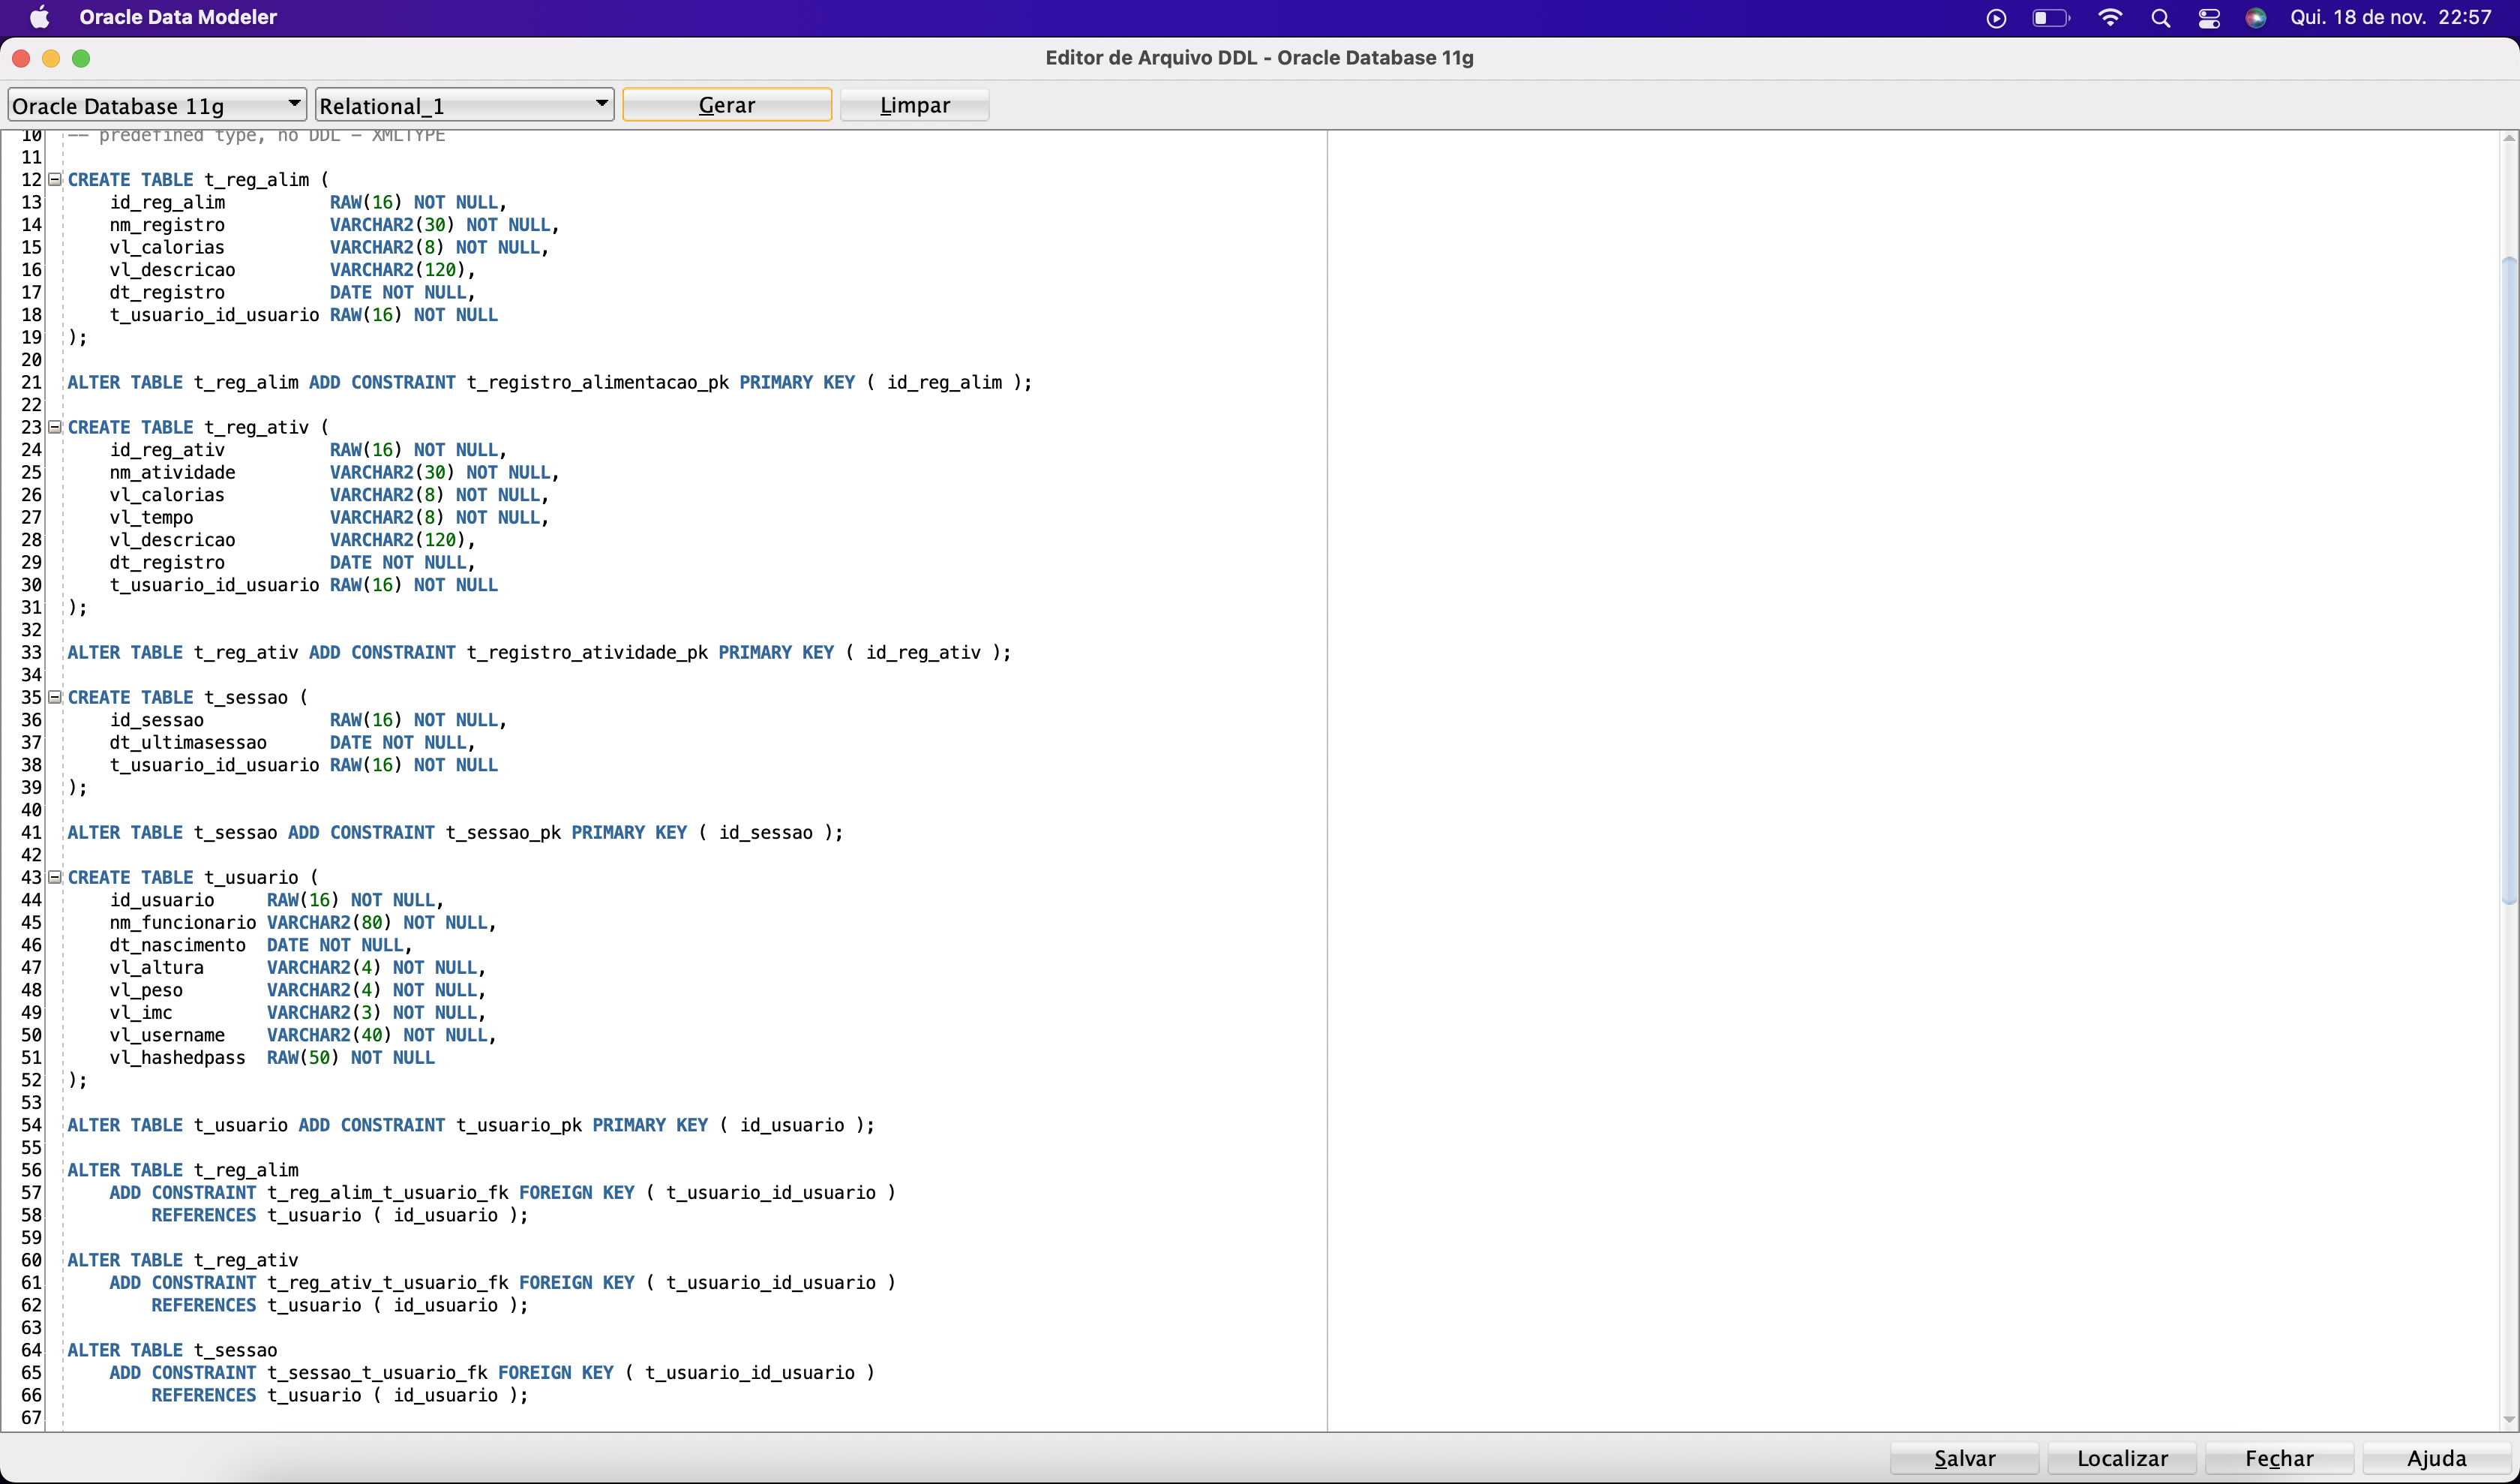 Oracle Data Modeler
Qui. 18 de nov. 22:57
Editor de Arquivo DDL - Oracle Database 11g
Oracle Database 11g Relational_1 Gerar Limpar
10 -- predefined type, no DDL - XMLTYPE
11
12 CREATE TABLE t_reg_alim (
13     id_reg_alim          RAW(16) NOT NULL,
14     nm_registro          VARCHAR2(30) NOT NULL,
15     vl_calorias          VARCHAR2(8) NOT NULL,
16     vl_descricao         VARCHAR2(120),
17     dt_registro          DATE NOT NULL,
18     t_usuario_id_usuario RAW(16) NOT NULL
19 );
20
21 ALTER TABLE t_reg_alim ADD CONSTRAINT t_registro_alimentacao_pk PRIMARY KEY ( id_reg_alim );
22
23 CREATE TABLE t_reg_ativ (
24     id_reg_ativ          RAW(16) NOT NULL,
25     nm_atividade         VARCHAR2(30) NOT NULL,
26     vl_calorias          VARCHAR2(8) NOT NULL,
27     vl_tempo             VARCHAR2(8) NOT NULL,
28     vl_descricao         VARCHAR2(120),
29     dt_registro          DATE NOT NULL,
30     t_usuario_id_usuario RAW(16) NOT NULL
31 );
32
33 ALTER TABLE t_reg_ativ ADD CONSTRAINT t_registro_atividade_pk PRIMARY KEY ( id_reg_ativ );
34
35 CREATE TABLE t_sessao (
36     id_sessao            RAW(16) NOT NULL,
37     dt_ultimasessao      DATE NOT NULL,
38     t_usuario_id_usuario RAW(16) NOT NULL
39 );
40
41 ALTER TABLE t_sessao ADD CONSTRAINT t_sessao_pk PRIMARY KEY ( id_sessao );
42
43 CREATE TABLE t_usuario (
44     id_usuario     RAW(16) NOT NULL,
45     nm_funcionario VARCHAR2(80) NOT NULL,
46     dt_nascimento  DATE NOT NULL,
47     vl_altura      VARCHAR2(4) NOT NULL,
48     vl_peso        VARCHAR2(4) NOT NULL,
49     vl_imc         VARCHAR2(3) NOT NULL,
50     vl_username    VARCHAR2(40) NOT NULL,
51     vl_hashedpass  RAW(50) NOT NULL
52 );
53
54 ALTER TABLE t_usuario ADD CONSTRAINT t_usuario_pk PRIMARY KEY ( id_usuario );
55
56 ALTER TABLE t_reg_alim
57     ADD CONSTRAINT t_reg_alim_t_usuario_fk FOREIGN KEY ( t_usuario_id_usuario )
58         REFERENCES t_usuario ( id_usuario );
59
60 ALTER TABLE t_reg_ativ
61     ADD CONSTRAINT t_reg_ativ_t_usuario_fk FOREIGN KEY ( t_usuario_id_usuario )
62         REFERENCES t_usuario ( id_usuario );
63
64 ALTER TABLE t_sessao
65     ADD CONSTRAINT t_sessao_t_usuario_fk FOREIGN KEY ( t_usuario_id_usuario )
66         REFERENCES t_usuario ( id_usuario );
67
Salvar Localizar Fechar Ajuda